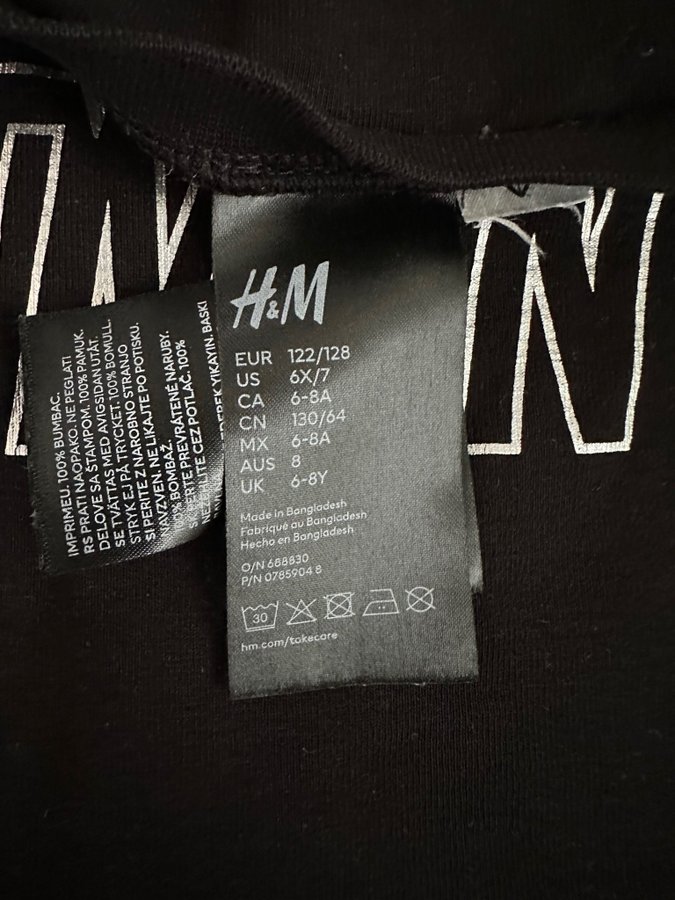 H&M
EUR 122/128
US 6X/7
CA 6-8A
CN 130/64
MX 6-8A
AUS 8
UK 6-8Y
Made in Bangladesh
Fabriqué au Bangladesh
Hecho en Bangladesh
O/N 688830
P/N 0785904 8
30
hm.com/takecare
IMPRIMEU. 100% BUMBAC.
RS PRATI NAOPAKO. NE PEGLATI
DELOVE SA ŠTAMPOM. 100% PAMUK.
SE TVÄTTAS MED AVIGSIDAN UTÅT.
STRYK EJ PÅ TRYCKET. 100% BOMULL.
SI PERITE Z NAROBNO STRANJO
NAVZVEN. NE LIKAJTE PO POTISKU.
100% BOMBAŽ.
SK PERTE PREVRÁTENÉ NARUBY.
NEŽEHLITE CEZ POTLAČ. 100%
YIKAYIN. BASKI
N